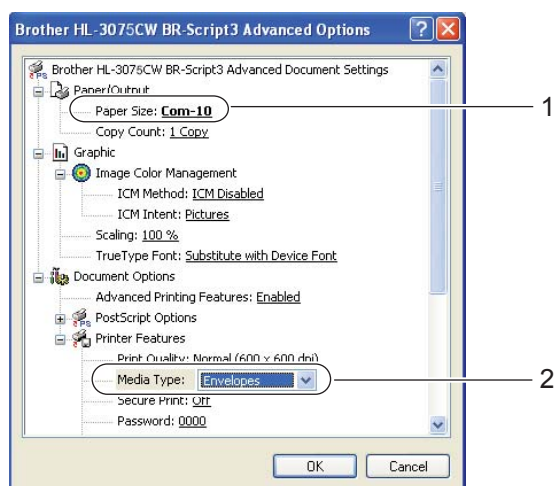 Brother HL-3075CW BR-Script3 Advanced Options
Brother HL-3075CW BR-Script3 Advanced Document Settings
Paper/Output
Paper Size: Com-10
1
Copy Count: 1 Copy
Graphic
Image Color Management
ICM Method: ICM Disabled
ICM Intent: Pictures
Scaling: 100 %
TrueType Font: Substitute with Device Font
Document Options
Advanced Printing Features: Enabled
PS PostScript Options
Printer Features
Print Quality: Normal (600 x 600 dpi)
Media Type: Envelopes
2
Secure Print: Off
Password: 0000
OK Cancel